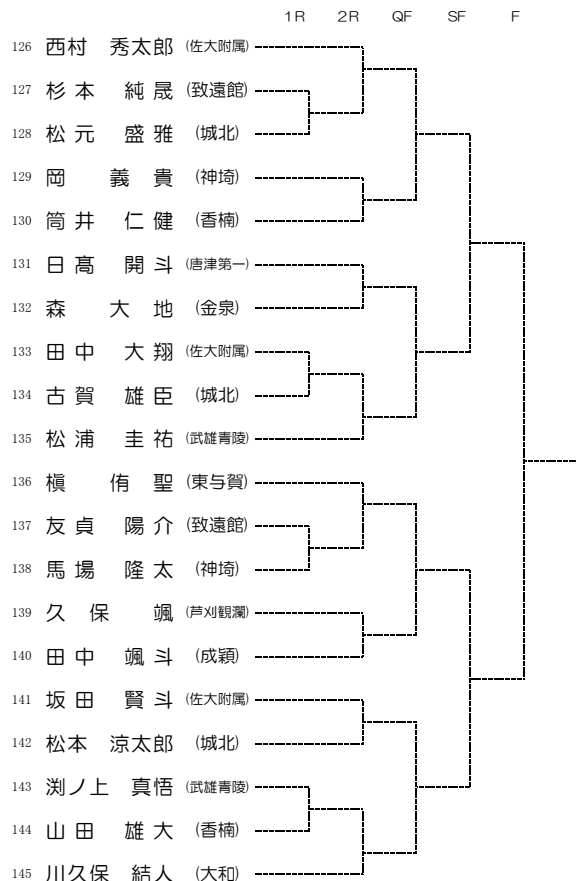 1R 2R QF SF F
126 西村 秀太郎 (佐大附属)
127 杉本 純晟 (致遠館)
128 松元 盛雅 (城北)
129 岡 義貴 (神埼)
130 筒井 仁健 (香楠)
131 日髙 開斗 (唐津第一)
132 森 大地 (金泉)
133 田中 大翔 (佐大附属)
134 古賀 雄臣 (城北)
135 松浦 圭祐 (武雄青陵)
136 槇 侑聖 (東与賀)
137 友貞 陽介 (致遠館)
138 馬場 隆太 (神埼)
139 久保 颯 (芦刈観瀾)
140 田中 颯斗 (成穎)
141 坂田 賢斗 (佐大附属)
142 松本 涼太郎 (城北)
143 渕ノ上 真悟 (武雄青陵)
144 山田 雄大 (香楠)
145 川久保 結人 (大和)